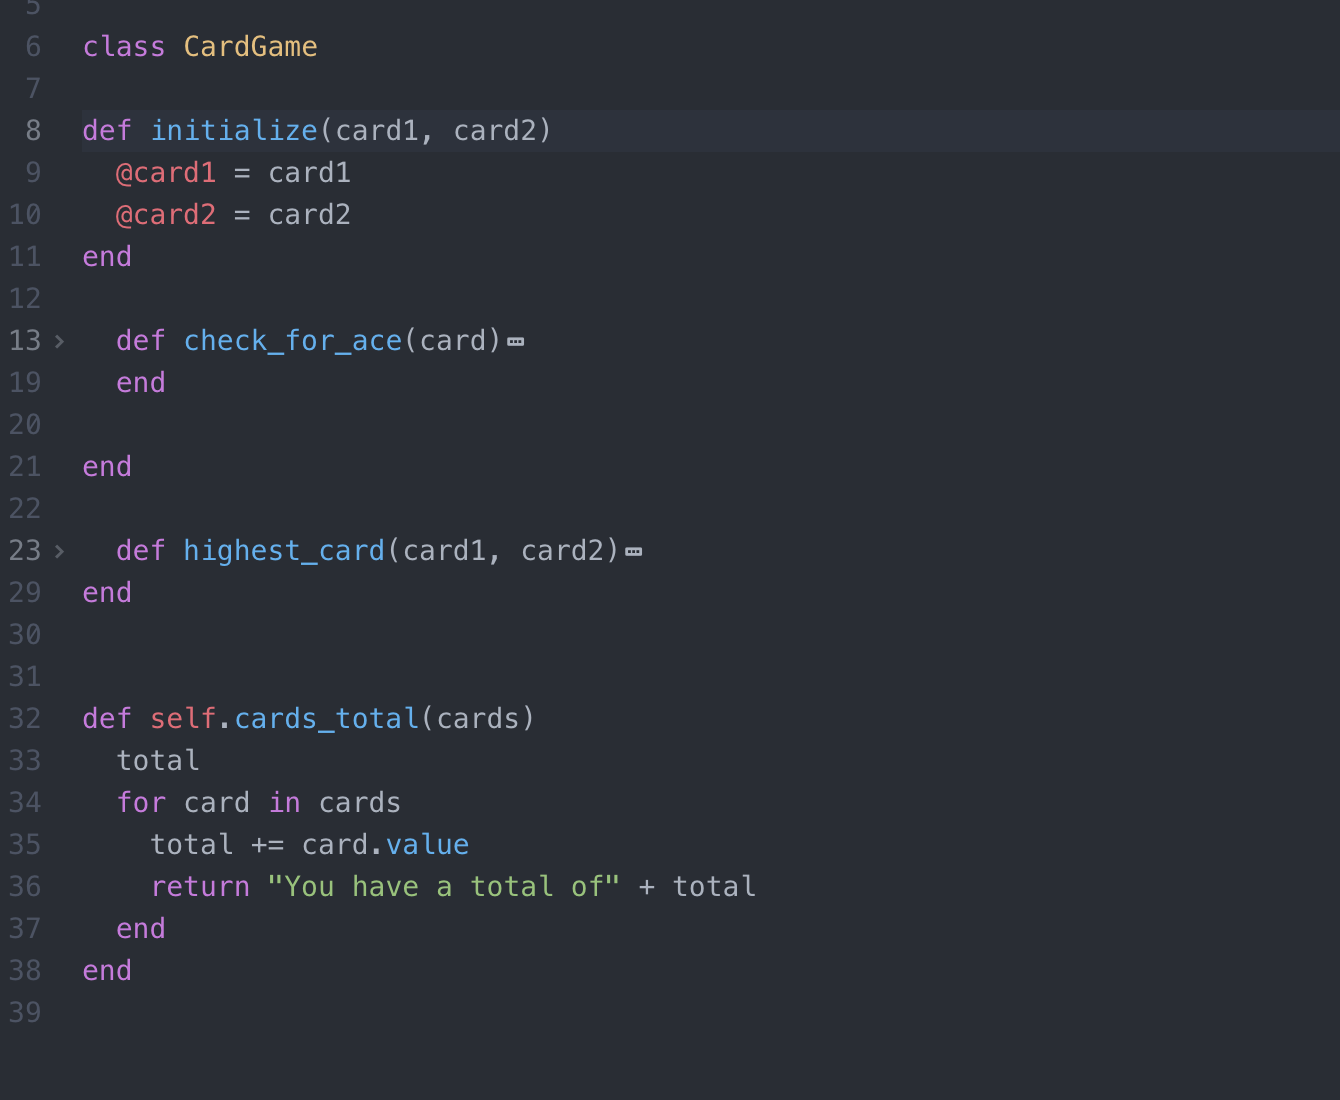 5
6 class CardGame
7
8 def initialize(card1, card2)
9 @card1 = card1
10 @card2 = card2
11 end
12
13 def check_for_ace(card)
19 end
20
21 end
22
23 def highest_card(card1, card2)
29 end
30
31
32 def self.cards_total(cards)
33 total
34 for card in cards
35 total += card.value
36 return "You have a total of" + total
37 end
38 end
39